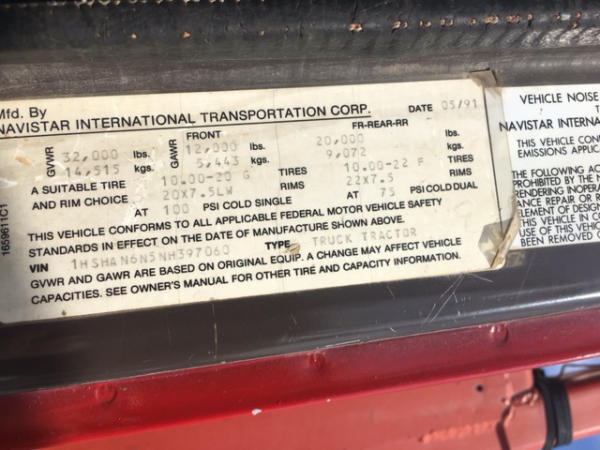 Mfd. By
NAVISTAR INTERNATIONAL TRANSPORTATION CORP. DATE 05/91
FRONT FR-REAR-RR
GVWR 32,000 lbs. GAWR 12,000 lbs. 20,000 lbs.
14,515 kgs. 5,443 kgs. 9,072 kgs.
A SUITABLE TIRE 10.00-20 G TIRES 10.00-22 F TIRES
AND RIM CHOICE 20X7.5LW RIMS 22X7.5 RIMS
AT 100 PSI COLD SINGLE AT 75 PSI COLD DUAL
THIS VEHICLE CONFORMS TO ALL APPLICABLE FEDERAL MOTOR VEHICLE SAFETY
STANDARDS IN EFFECT ON THE DATE OF MANUFACTURE SHOWN ABOVE.
VIN 1HSHAN6N5NH397060 TYPE TRUCK TRACTOR
GVWR AND GAWR ARE BASED ON ORIGINAL EQUIP. A CHANGE MAY AFFECT VEHICLE
CAPACITIES. SEE OWNER'S MANUAL FOR OTHER TIRE AND CAPACITY INFORMATION.
1659611C1
VEHICLE NOISE
NAVISTAR INTERNA
THIS VEHICLE CON
EMISSIONS APPLIC
THE FOLLOWING AC
PROHIBITED BY THE N
RENDERING INOPERA
ANCE REPAIR OR R
ELEMENT OF DESIGN
THIS VEHICLE IN CO
USE OF THIS VEHIC
BEEN REMOVED O